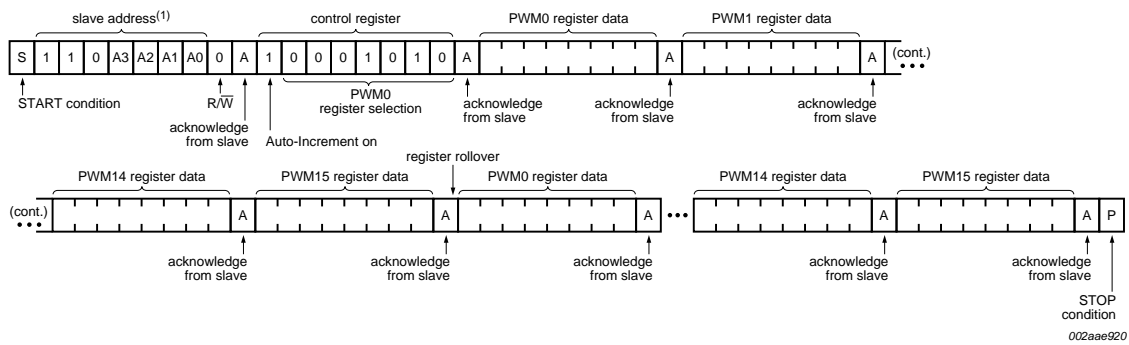 slave address(1) control register PWM0 register data PWM1 register data
S 1 1 0 A3 A2 A1 A0 0 A 1 0 0 0 1 0 1 0 A A A (cont.)
START condition R/W PWM0 register selection acknowledge from slave acknowledge from slave acknowledge from slave
acknowledge from slave Auto-Increment on
register rollover
PWM14 register data PWM15 register data PWM0 register data PWM14 register data PWM15 register data
(cont.) A A A A A P
acknowledge from slave acknowledge from slave acknowledge from slave acknowledge from slave acknowledge from slave
STOP condition
002aae920